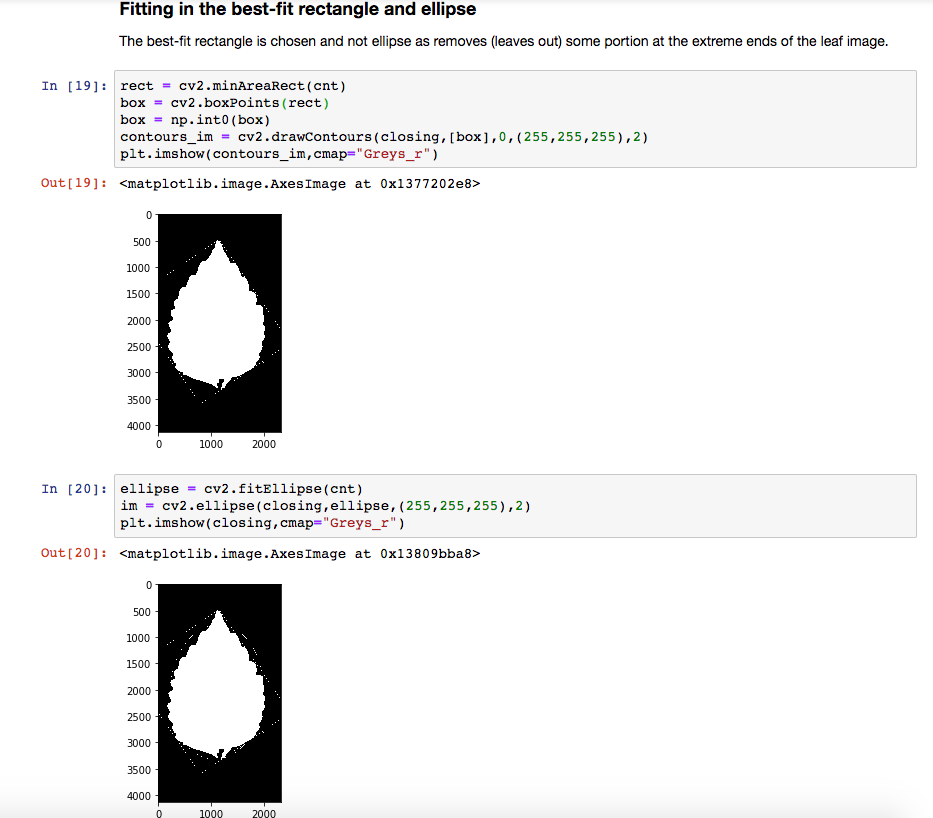 Fitting in the best-fit rectangle and ellipse
The best-fit rectangle is chosen and not ellipse as removes (leaves out) some portion at the extreme ends of the leaf image.
In [19]:
rect = cv2.minAreaRect(cnt)
box = cv2.boxPoints(rect)
box = np.int0(box)
contours_im = cv2.drawContours(closing,[box],0,(255,255,255),2)
plt.imshow(contours_im,cmap="Greys_r")
Out[19]: <matplotlib.image.AxesImage at 0x1377202e8>
0
500
1000
1500
2000
2500
3000
3500
4000
0 1000 2000
In [20]:
ellipse = cv2.fitEllipse(cnt)
im = cv2.ellipse(closing,ellipse,(255,255,255),2)
plt.imshow(closing,cmap="Greys_r")
Out[20]: <matplotlib.image.AxesImage at 0x13809bba8>
0
500
1000
1500
2000
2500
3000
3500
4000
0 1000 2000